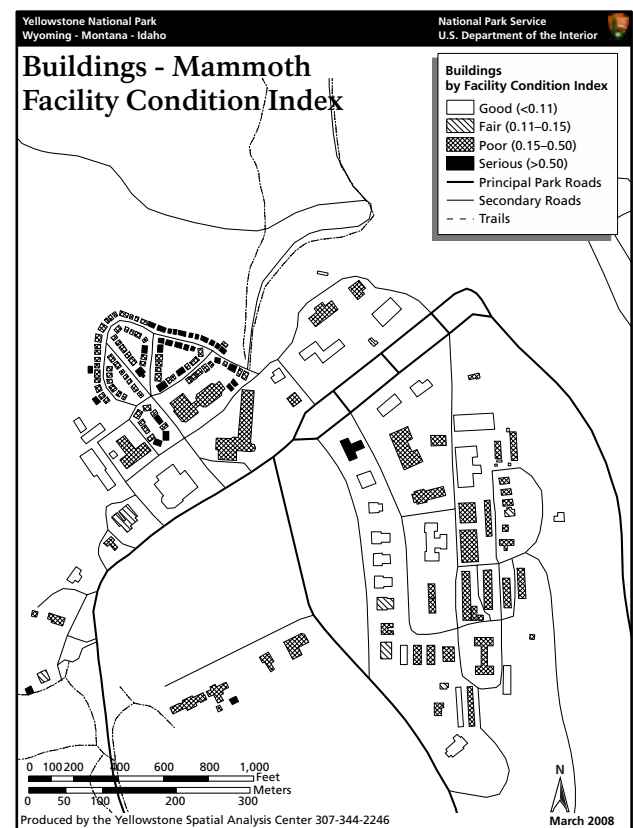 Yellowstone National Park
Wyoming - Montana - Idaho
National Park Service
U.S. Department of the Interior
Buildings - Mammoth
Facility Condition Index
Buildings
by Facility Condition Index
Good (<0.11)
Fair (0.11–0.15)
Poor (0.15–0.50)
Serious (>0.50)
Principal Park Roads
Secondary Roads
Trails
0 100 200 400 600 800 1,000
Feet
Meters
0 50 100 200 300
N
Produced by the Yellowstone Spatial Analysis Center 307-344-2246
March 2008